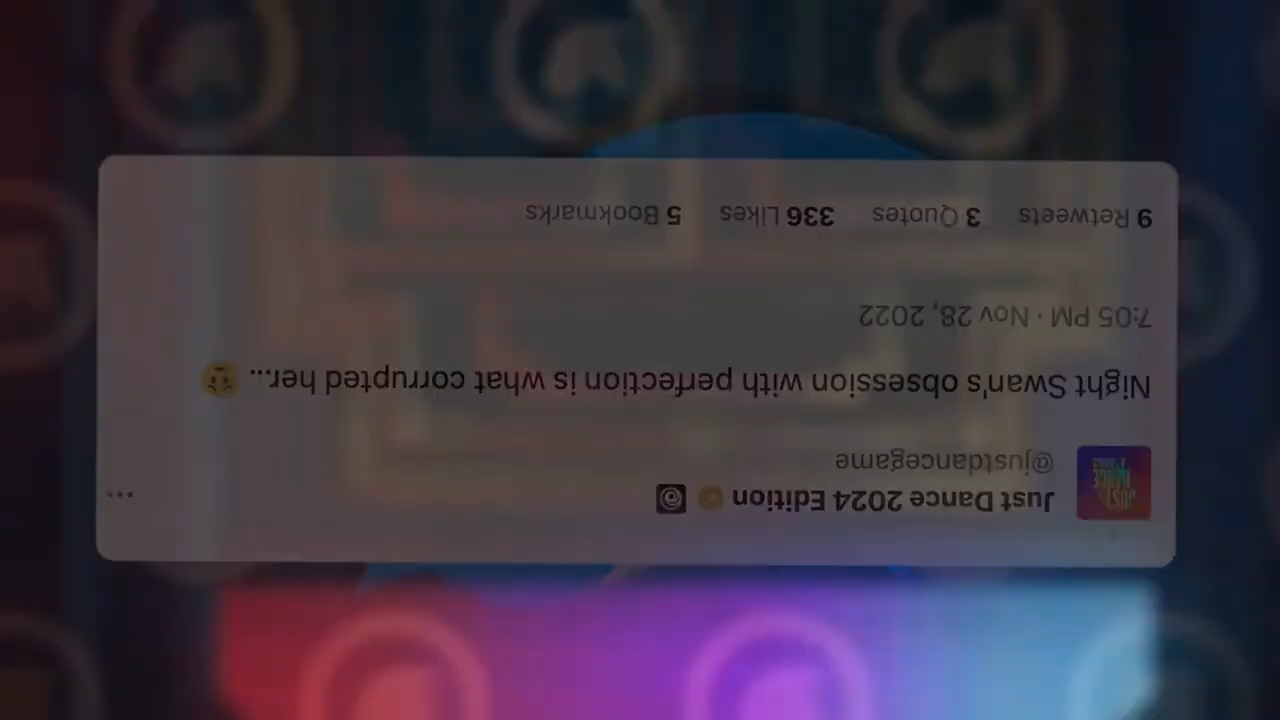 Just Dance 2024 Edition
@justdancegame
Night Swan's obsession with perfection is what corrupted her...
7:05 PM · Nov 28, 2022
9 Retweets 3 Quotes 336 Likes 5 Bookmarks